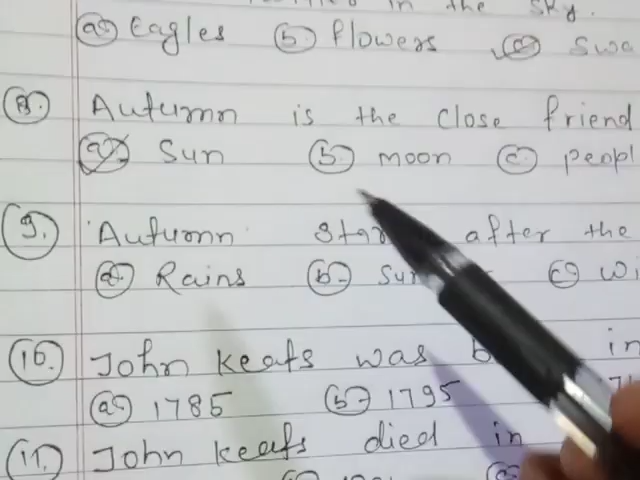 in the sky.
(a) Eagles (b) flowers (c) Swa
8. Autumn is the close friend
(a) Sun (b) moon (c) peopl
9. Autumn after the
(a) Rains (b) (c) Wi
10. John keats was in
(a) 1785 (b) 1795
11. John keats died in